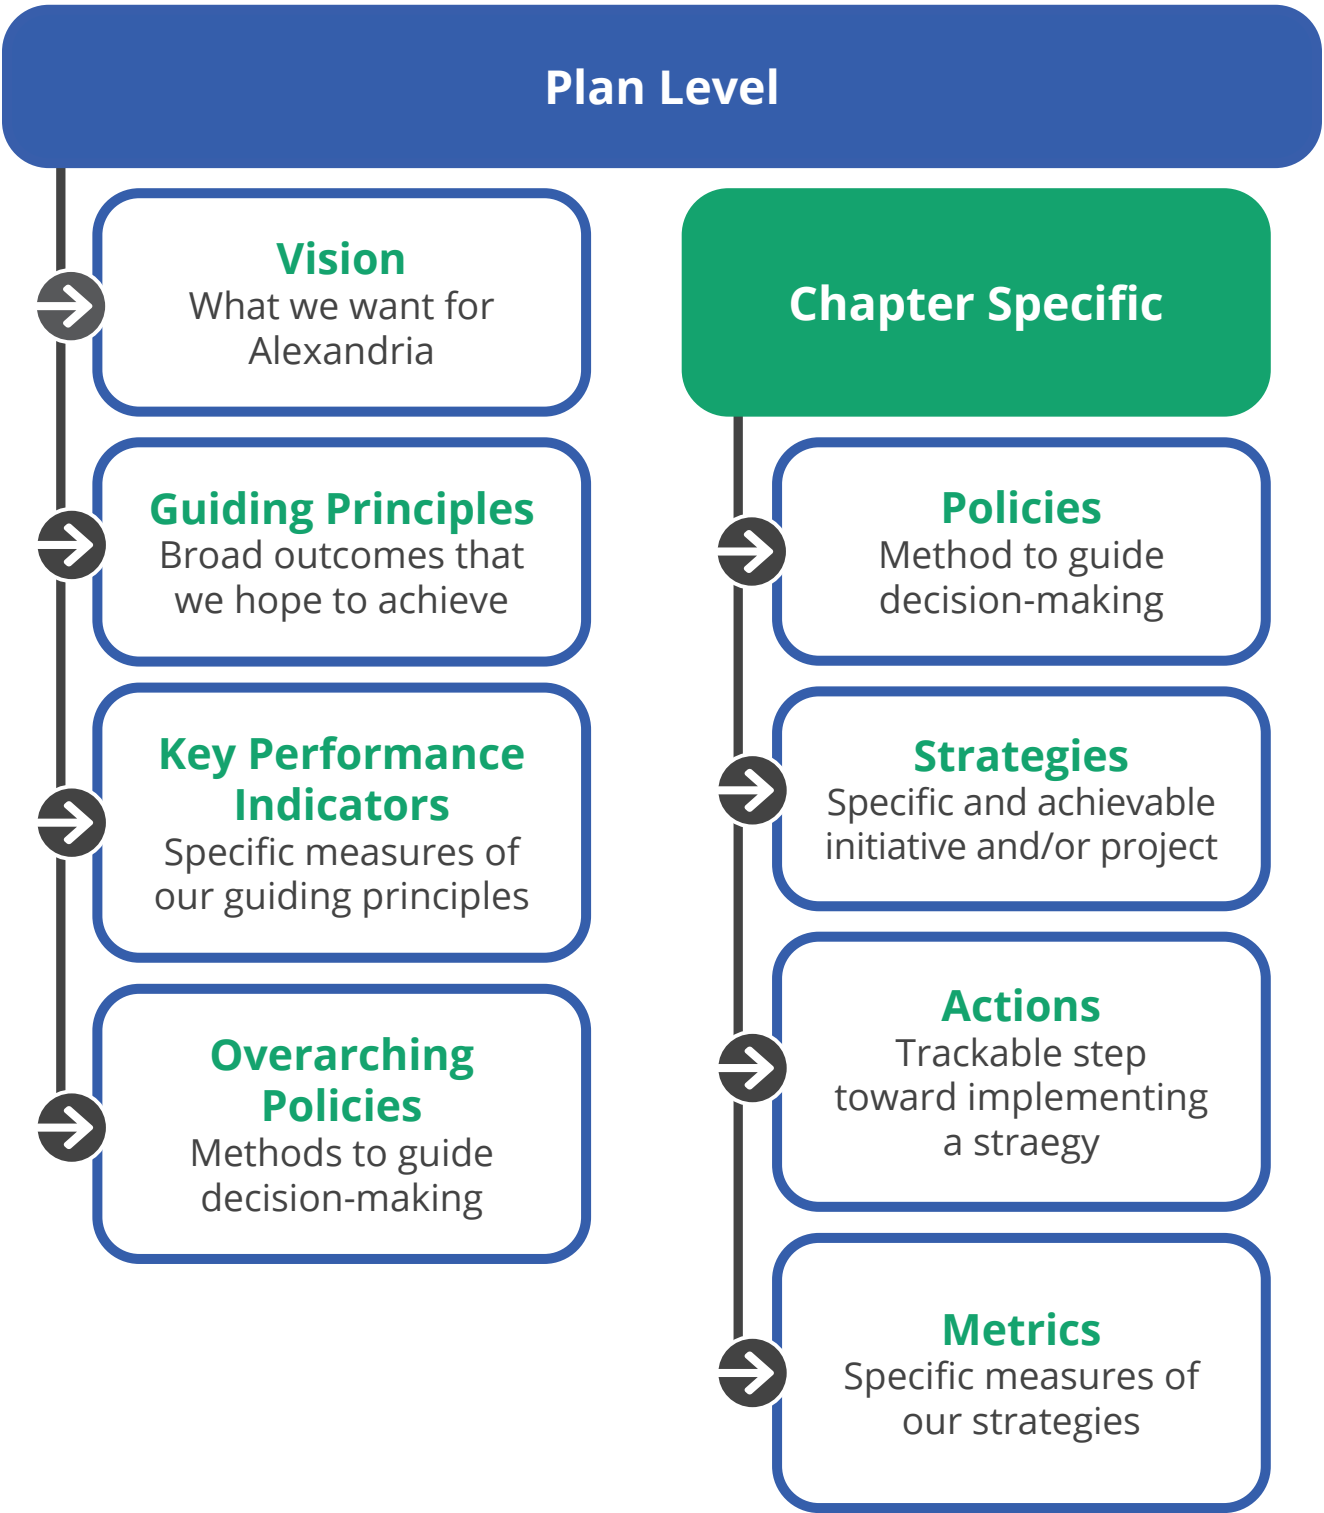 Plan Level
Vision
What we want for
Alexandria
Guiding Principles
Broad outcomes that
we hope to achieve
Key Performance
Indicators
Specific measures of
our guiding principles
Overarching
Policies
Methods to guide
decision-making
Chapter Specific
Policies
Method to guide
decision-making
Strategies
Specific and achievable
initiative and/or project
Actions
Trackable step
toward implementing
a straegy
Metrics
Specific measures of
our strategies